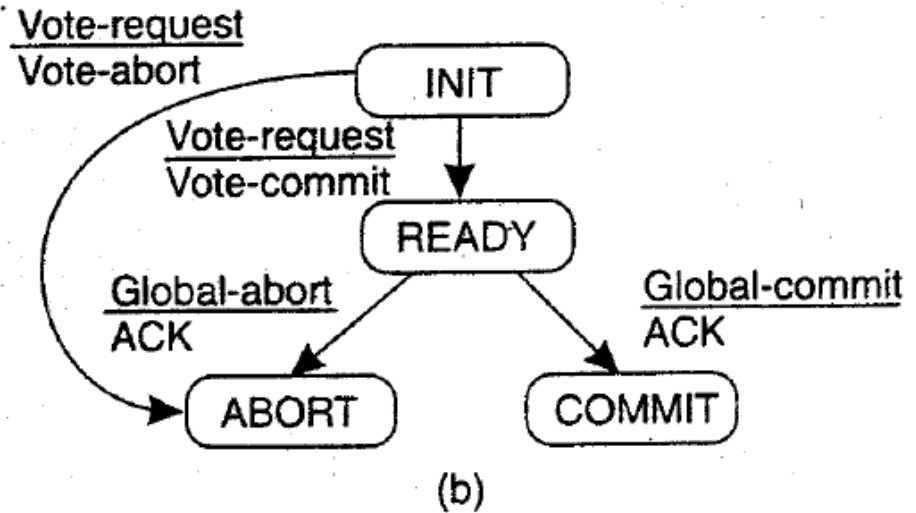 Vote-request
Vote-abort
INIT
Vote-request
Vote-commit
READY
Global-abort
ACK
Global-commit
ACK
ABORT
COMMIT
(b)